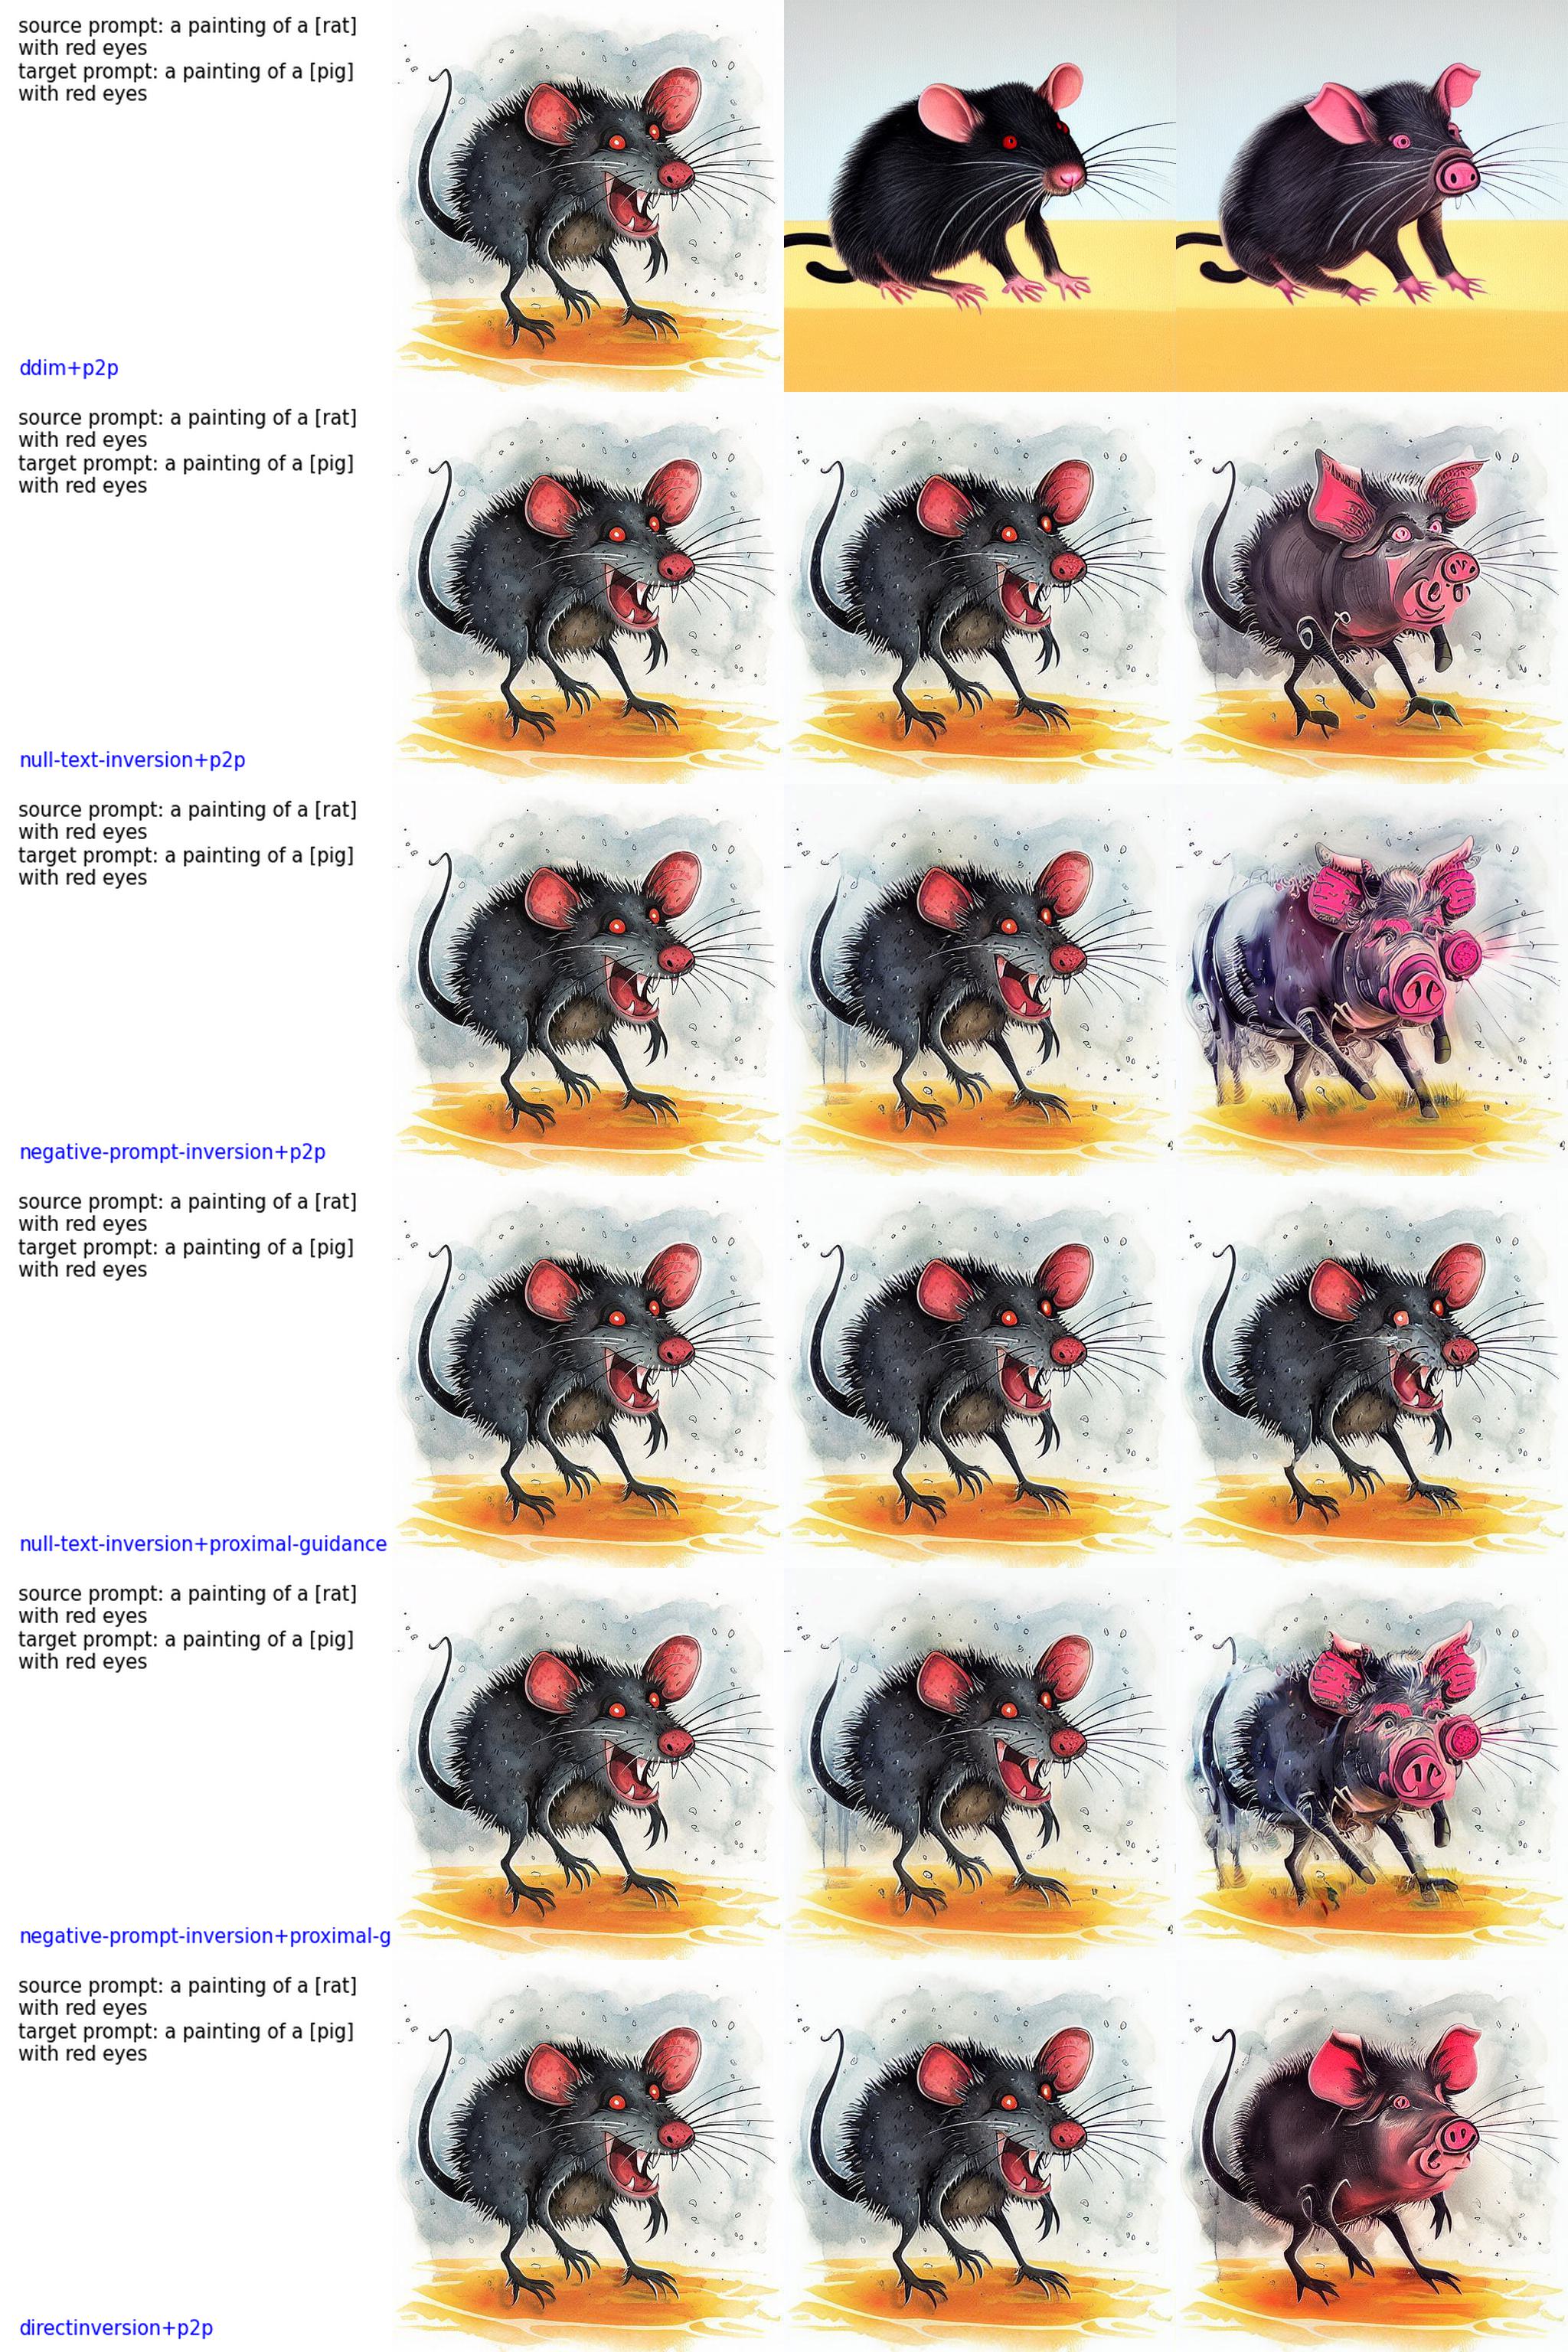 source prompt: a painting of a [rat]
with red eyes
target prompt: a painting of a [pig]
with red eyes
ddim+p2p
source prompt: a painting of a [rat]
with red eyes
target prompt: a painting of a [pig]
with red eyes
null-text-inversion+p2p
source prompt: a painting of a [rat]
with red eyes
target prompt: a painting of a [pig]
with red eyes
negative-prompt-inversion+p2p
source prompt: a painting of a [rat]
with red eyes
target prompt: a painting of a [pig]
with red eyes
null-text-inversion+proximal-guidance
source prompt: a painting of a [rat]
with red eyes
target prompt: a painting of a [pig]
with red eyes
negative-prompt-inversion+proximal-g
source prompt: a painting of a [rat]
with red eyes
target prompt: a painting of a [pig]
with red eyes
directinversion+p2p